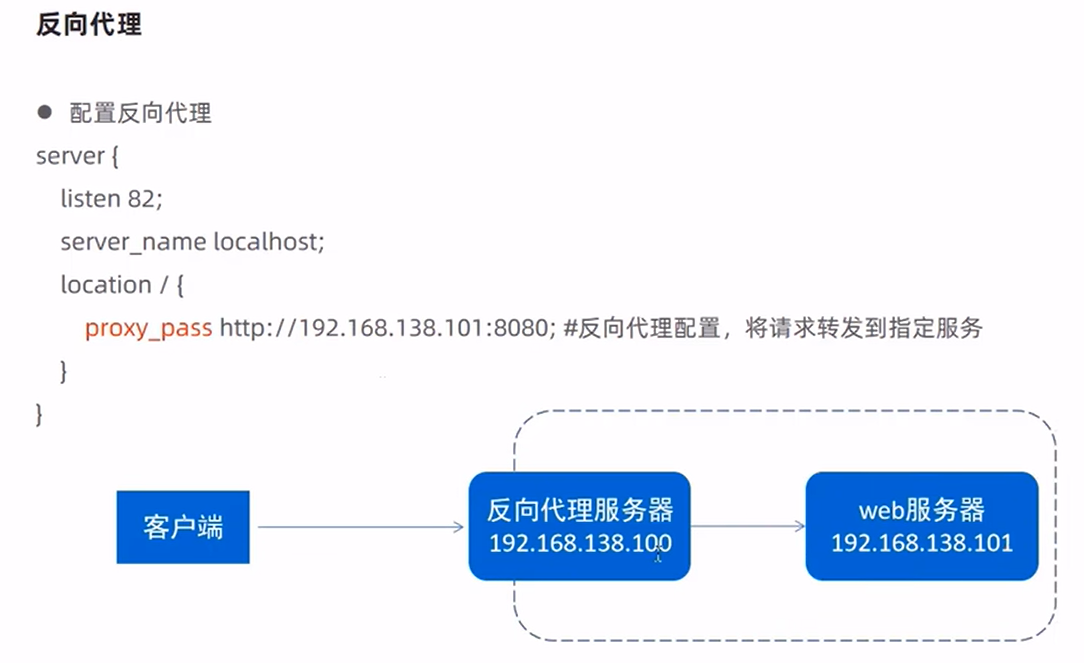 反向代理
● 配置反向代理
server {
listen 82;
server_name localhost;
location / {
proxy_pass http://192.168.138.101:8080; #反向代理配置，将请求转发到指定服务
}
}
客户端
反向代理服务器
192.168.138.100
web服务器
192.168.138.101